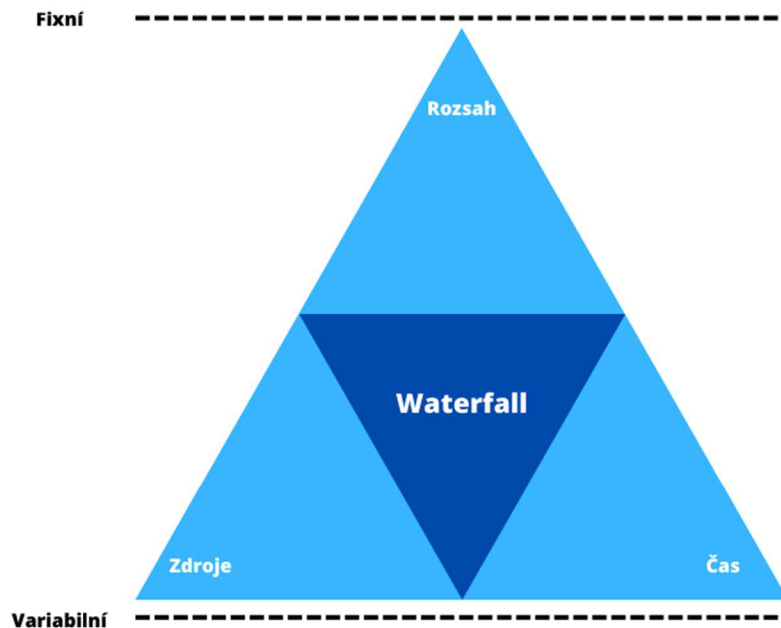 Fixní
Rozsah
Waterfall
Zdroje
Čas
Variabilní